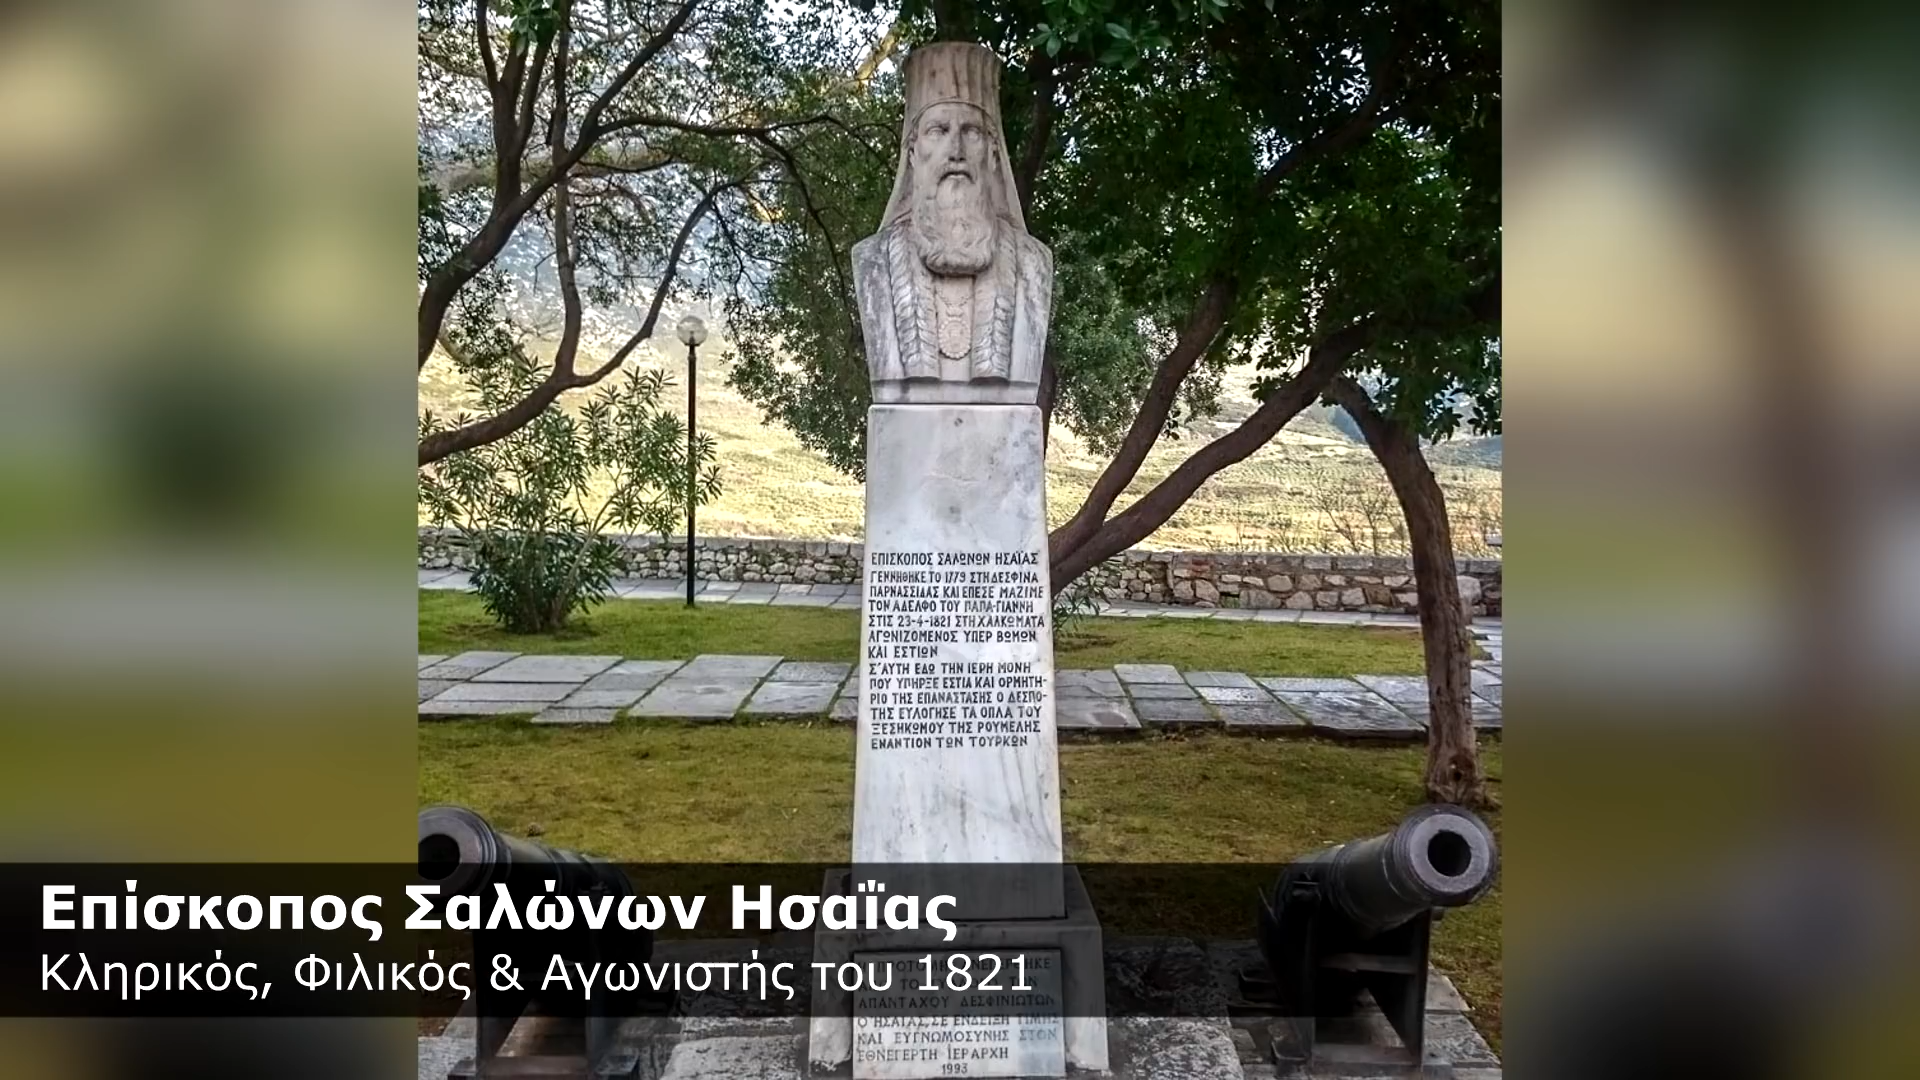 ΕΠΙΣΚΟΠΟΣ ΣΑΛΩΝΩΝ ΗΣΑΪΑΣ
ΓΕΝΝΗΘΗΚΕ ΤΟ 1779 ΣΤΗ ΔΕΣΦΙΝΑ
ΠΑΡΝΑΣΣΙΔΑΣ ΚΑΙ ΕΠΕΣΕ ΜΑΖΙ ΜΕ
ΤΟΝ ΑΔΕΛΦΟ ΤΟΥ ΠΑΠΑ-ΓΙΑΝΝΗ
ΣΤΙΣ 23-4-1821 ΣΤΗ ΧΑΛΚΩΜΑΤΑ
ΑΓΩΝΙΖΟΜΕΝΟΣ ΥΠΕΡ ΒΩΜΩΝ
ΚΑΙ ΕΣΤΙΩΝ
Σ΄ΑΥΤΗ ΕΔΩ ΤΗΝ ΙΕΡΗ ΜΟΝΗ
ΠΟΥ ΥΠΗΡΞΕ ΕΣΤΙΑ ΚΑΙ ΟΡΜΗΤΗ-
ΡΙΟ ΤΗΣ ΕΠΑΝΑΣΤΑΣΗΣ Ο ΔΕΣΠΟ-
ΤΗΣ ΕΥΛΟΓΗΣΕ ΤΑ ΟΠΛΑ ΤΟΥ
ΞΕΣΗΚΩΜΟΥ ΤΗΣ ΡΟΥΜΕΛΗΣ
ΕΝΑΝΤΙΟΝ ΤΩΝ ΤΟΥΡΚΩΝ
Επίσκοπος Σαλώνων Ησαΐας
Κληρικός, Φιλικός & Αγωνιστής του 1821
ΑΠΑΝΤΑΧΟΥ ΔΕΣΦΙΝΙΩΤΩΝ
Ο ΗΣΑΪΑΣ, ΣΕ ΕΝΔΕΙΞΗ ΤΙΜΗΣ
ΚΑΙ ΕΥΓΝΩΜΟΣΥΝΗΣ ΣΤΟΝ
ΕΘΝΕΓΕΡΤΗ ΙΕΡΑΡΧΗ
1993